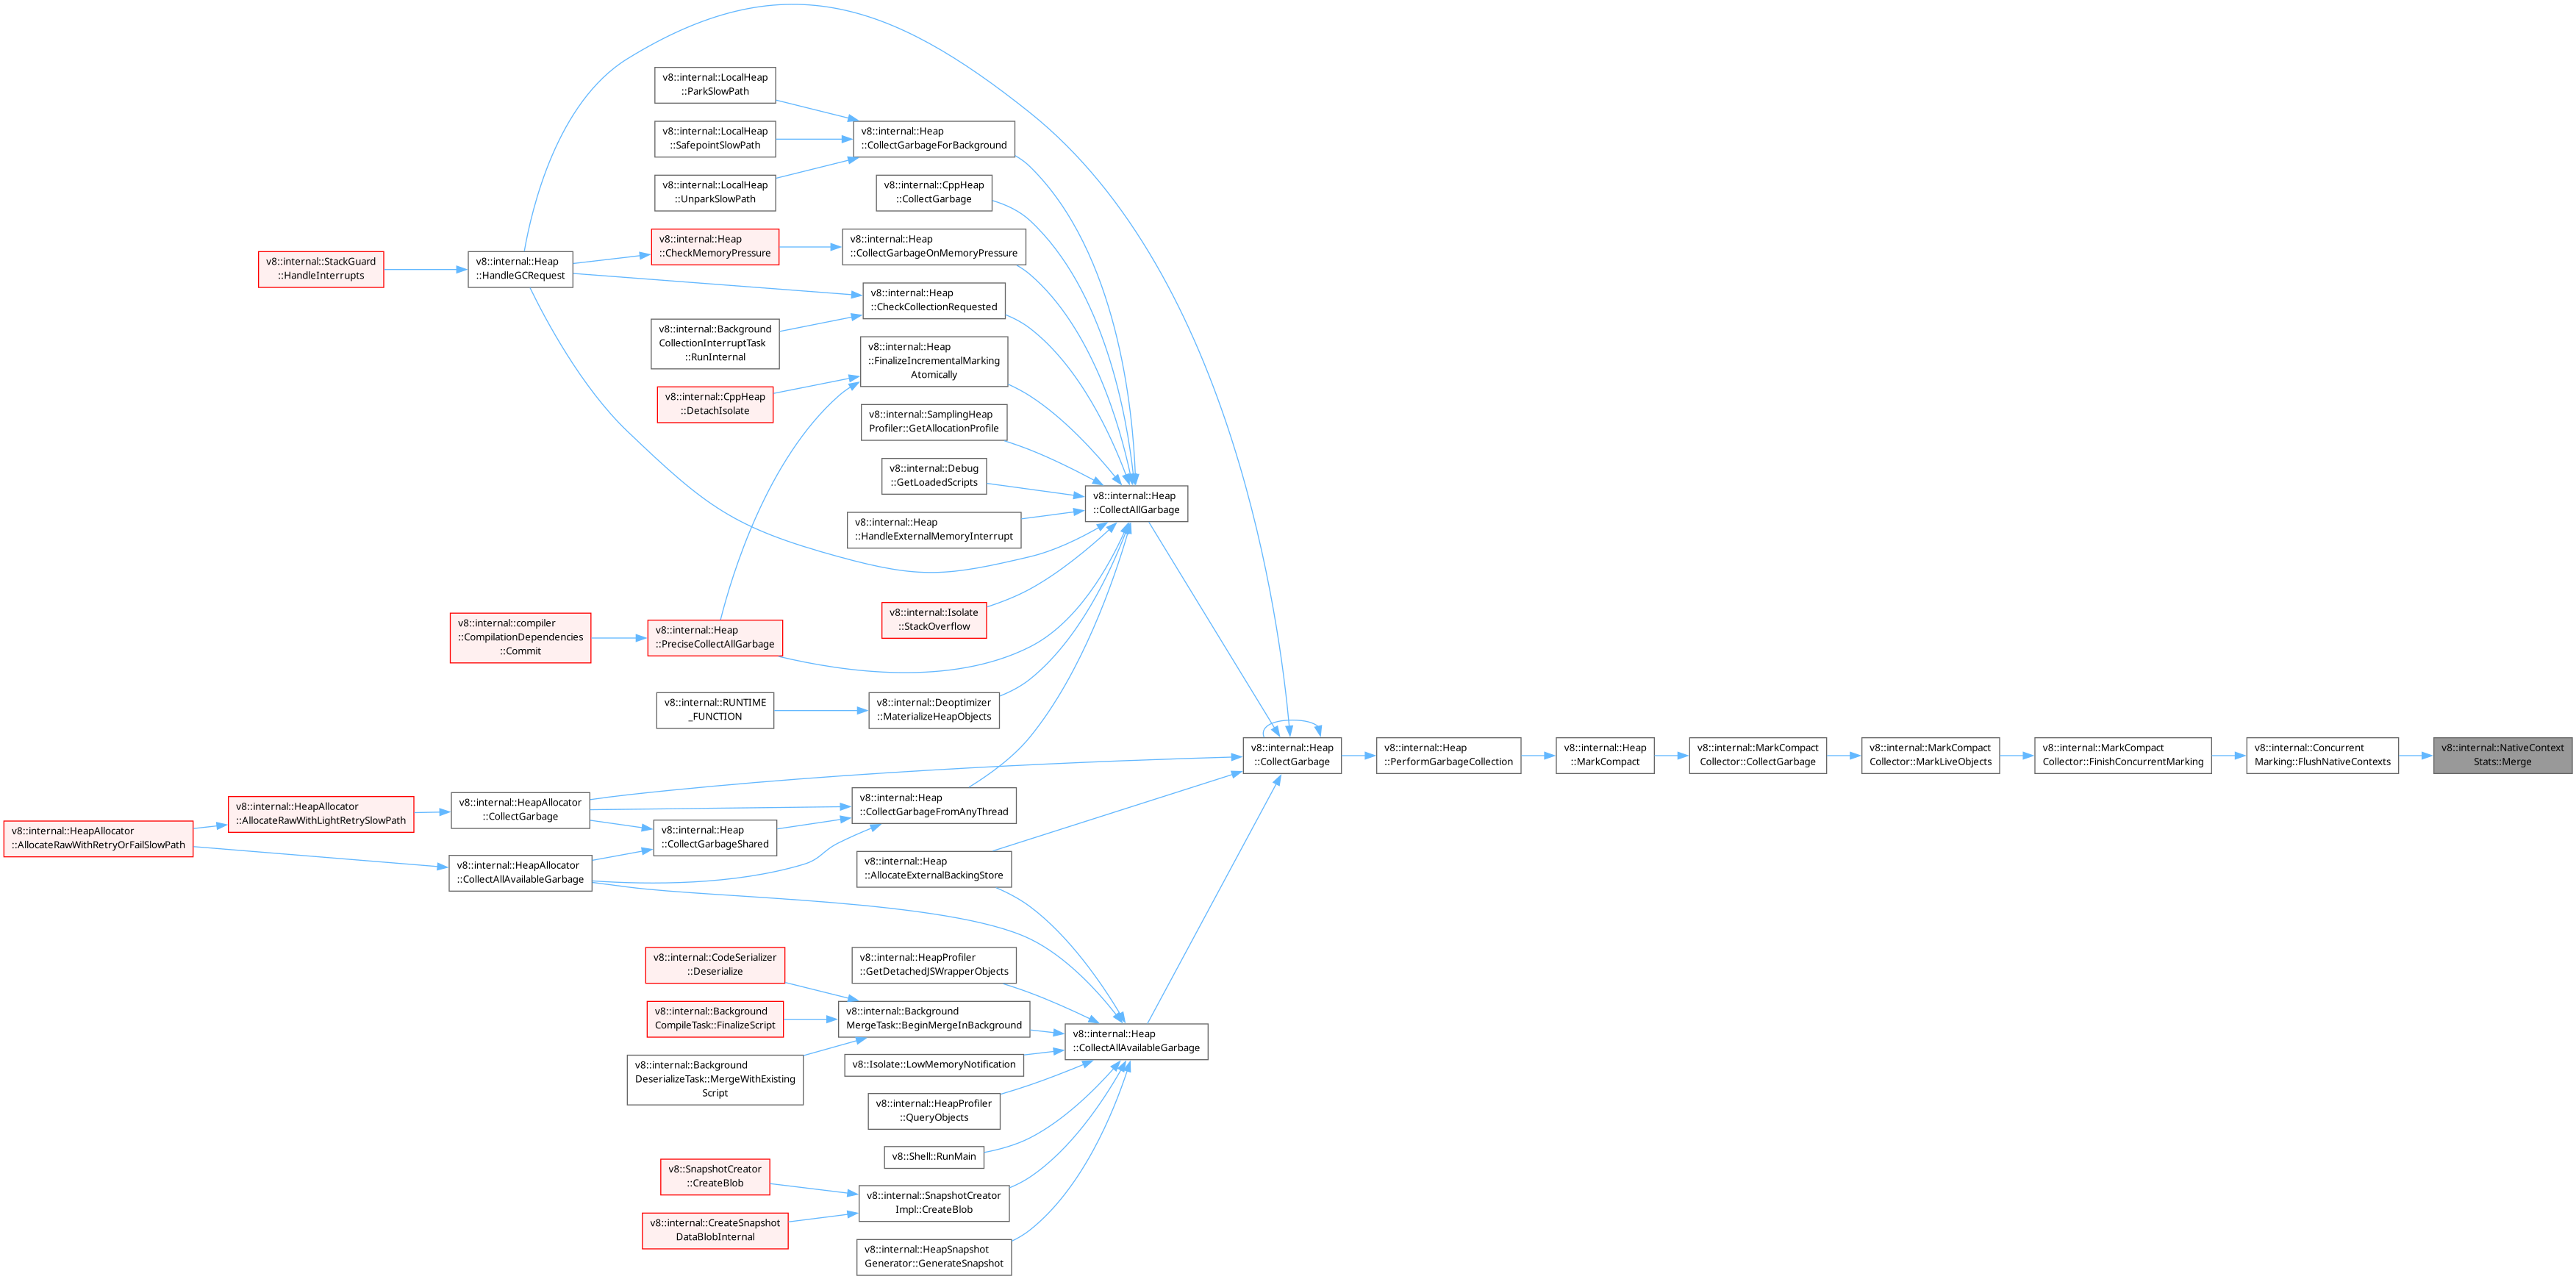 v8::internal::LocalHeap
::ParkSlowPath
v8::internal::LocalHeap
::SafepointSlowPath
v8::internal::LocalHeap
::UnparkSlowPath
v8::internal::Heap
::CollectGarbageForBackground
v8::internal::CppHeap
::CollectGarbage
v8::internal::StackGuard
::HandleInterrupts
v8::internal::Heap
::HandleGCRequest
v8::internal::Heap
::CheckMemoryPressure
v8::internal::Heap
::CollectGarbageOnMemoryPressure
v8::internal::Heap
::CheckCollectionRequested
v8::internal::Background
CollectionInterruptTask
::RunInternal
v8::internal::Heap
::FinalizeIncrementalMarking
Atomically
v8::internal::CppHeap
::DetachIsolate
v8::internal::SamplingHeap
Profiler::GetAllocationProfile
v8::internal::Debug
::GetLoadedScripts
v8::internal::Heap
::CollectAllGarbage
v8::internal::Heap
::HandleExternalMemoryInterrupt
v8::internal::Isolate
::StackOverflow
v8::internal::compiler
::CompilationDependencies
::Commit
v8::internal::Heap
::PreciseCollectAllGarbage
v8::internal::RUNTIME
_FUNCTION
v8::internal::Deoptimizer
::MaterializeHeapObjects
v8::internal::Heap
::CollectGarbage
v8::internal::Heap
::PerformGarbageCollection
v8::internal::Heap
::MarkCompact
v8::internal::MarkCompact
Collector::CollectGarbage
v8::internal::MarkCompact
Collector::MarkLiveObjects
v8::internal::MarkCompact
Collector::FinishConcurrentMarking
v8::internal::Concurrent
Marking::FlushNativeContexts
v8::internal::NativeContext
Stats::Merge
v8::internal::HeapAllocator
::AllocateRawWithRetryOrFailSlowPath
v8::internal::HeapAllocator
::AllocateRawWithLightRetrySlowPath
v8::internal::HeapAllocator
::CollectGarbage
v8::internal::Heap
::CollectGarbageFromAnyThread
v8::internal::Heap
::CollectGarbageShared
v8::internal::HeapAllocator
::CollectAllAvailableGarbage
v8::internal::Heap
::AllocateExternalBackingStore
v8::internal::CodeSerializer
::Deserialize
v8::internal::HeapProfiler
::GetDetachedJSWrapperObjects
v8::internal::Background
CompileTask::FinalizeScript
v8::internal::Background
MergeTask::BeginMergeInBackground
v8::internal::Heap
::CollectAllAvailableGarbage
v8::internal::Background
DeserializeTask::MergeWithExisting
Script
v8::Isolate::LowMemoryNotification
v8::internal::HeapProfiler
::QueryObjects
v8::Shell::RunMain
v8::SnapshotCreator
::CreateBlob
v8::internal::SnapshotCreator
Impl::CreateBlob
v8::internal::CreateSnapshot
DataBlobInternal
v8::internal::HeapSnapshot
Generator::GenerateSnapshot